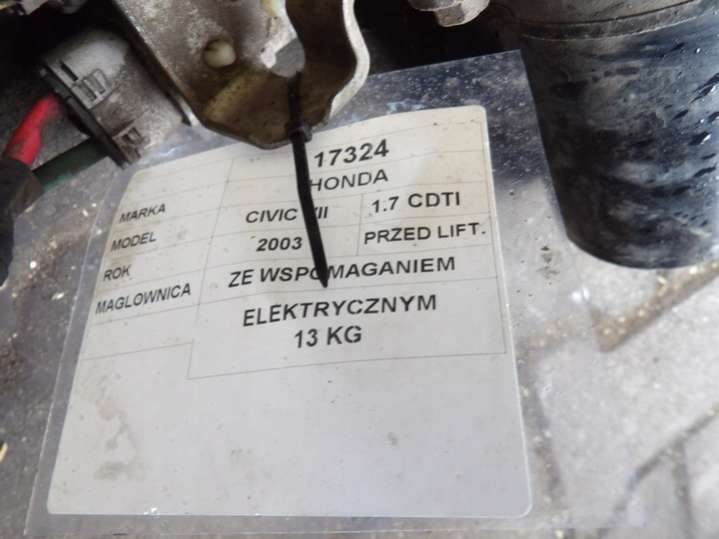 17324
MARKA HONDA
MODEL CIVIC VII 1.7 CDTI
ROK 2003 PRZED LIFT.
MAGLOWNICA ZE WSPOMAGANIEM
ELEKTRYCZNYM
13 KG